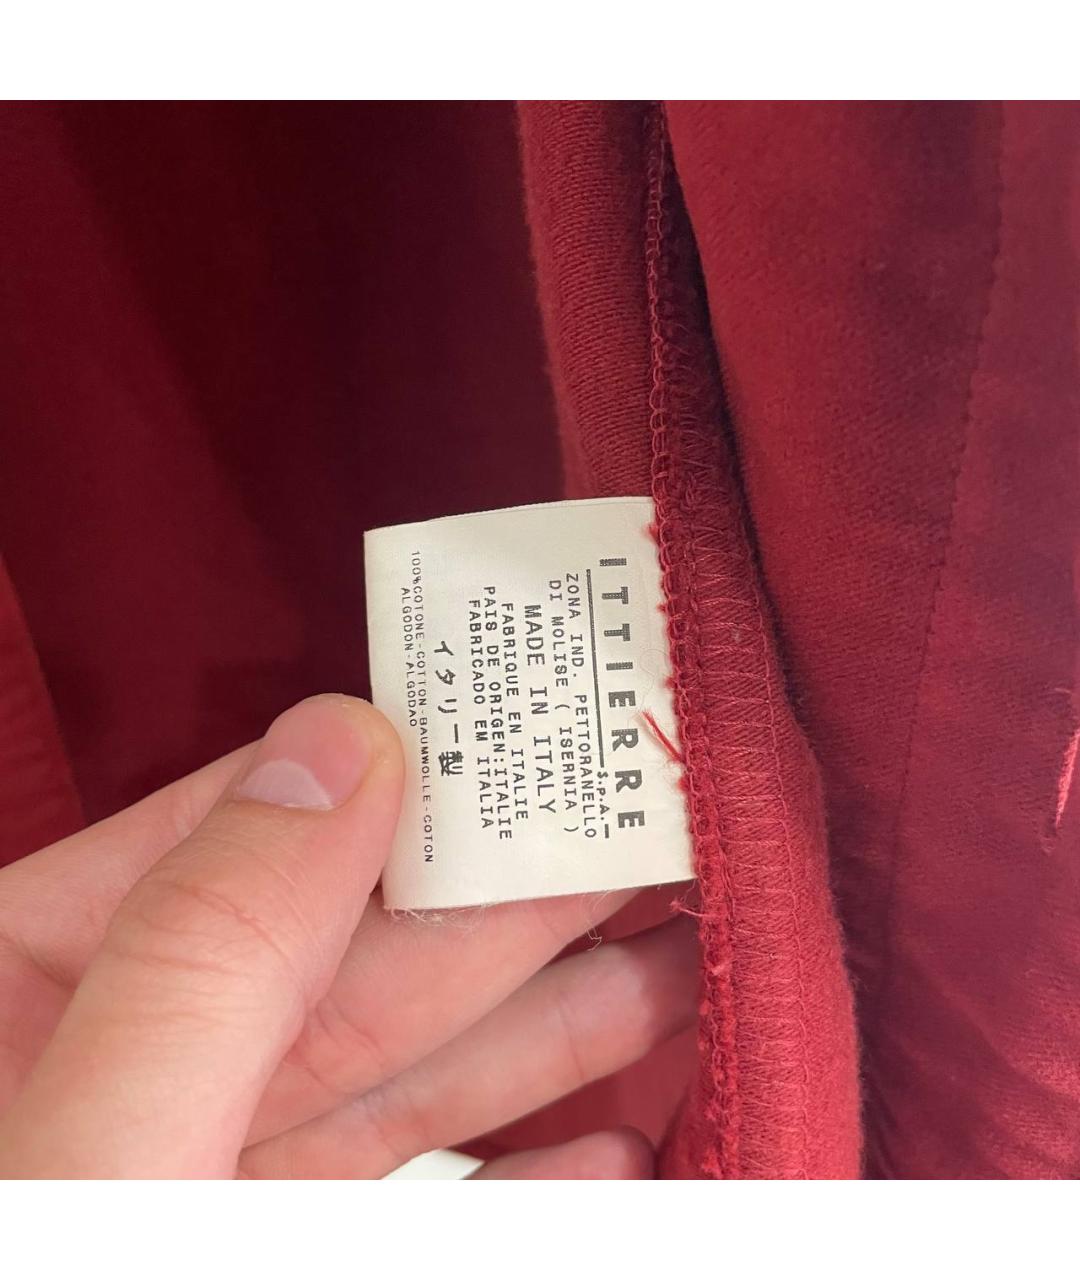 ITTIERRE
S.p.A.
ZONA IND. PETTORANELLO
DI MOLISE ( ISERNIA )
MADE IN ITALY
FABRIQUE EN ITALIE
PAIS DE ORIGEN:ITALIE
FABRICADO EM ITALIA
イタリー製
100%COTONE-COTTON-BAUMWOLLE-COTON
ALGODON-ALGODAO